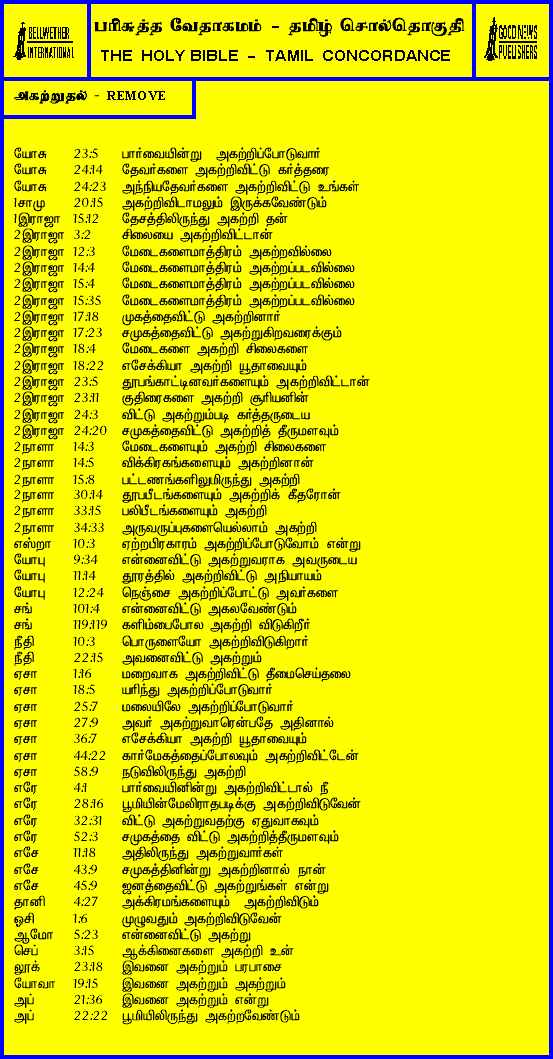 BELLWETHER
INTERNATIONAL
பரிசுத்த வேதாகமம் - தமிழ் சொல்தொகுதி
THE HOLY BIBLE - TAMIL CONCORDANCE
GOOD NEWS
PUBLISHERS
அகற்றுதல் - REMOVE
யோசு 23:5 பார்வையின்று அகற்றிப்போடுவார்
யோசு 24:14 தேவர்களை அகற்றிவிட்டு கர்த்தரை
யோசு 24:23 அந்நியதேவர்களை அகற்றிவிட்டு உங்கள்
1சாமு 20:15 அகற்றிவிடாமலும் இருக்கவேண்டும்
1இராஜா 15:12 தேசத்திலிருந்து அகற்றி தன்
2இராஜா 3:2 சிலையை அகற்றிவிட்டான்
2இராஜா 12:3 மேடைகளைமாத்திரம் அகற்றவில்லை
2இராஜா 14:4 மேடைகளைமாத்திரம் அகற்றப்படவில்லை
2இராஜா 15:4 மேடைகளைமாத்திரம் அகற்றப்படவில்லை
2இராஜா 15:35 மேடைகளைமாத்திரம் அகற்றப்படவில்லை
2இராஜா 17:18 முகத்தைவிட்டு அகற்றினார்
2இராஜா 17:23 சமுகத்தைவிட்டு அகற்றுகிறவரைக்கும்
2இராஜா 18:4 மேடைகளை அகற்றி சிலைகளை
2இராஜா 18:22 எசேக்கியா அகற்றி யூதாவையும்
2இராஜா 23:5 தூபங்காட்டினவர்களையும் அகற்றிவிட்டான்
2இராஜா 23:11 குதிரைகளை அகற்றி சூரியனின்
2இராஜா 24:3 விட்டு அகற்றும்படி கர்த்தருடைய
2இராஜா 24:20 சமுகத்தைவிட்டு அகற்றித் தீருமளவும்
2நாளா 14:3 மேடைகளையும் அகற்றி சிலைகளை
2நாளா 14:5 விக்கிரகங்களையும் அகற்றினான்
2நாளா 15:8 பட்டணங்களிலுமிருந்து அகற்றி
2நாளா 30:14 தூபபீடங்களையும் அகற்றிக் கீதரோன்
2நாளா 33:15 பலிபீடங்களையும் அகற்றி
2நாளா 34:33 அருவருப்புகளையெல்லாம் அகற்றி
எஸ்றா 10:3 ஏற்றபிரகாரம் அகற்றிப்போடுவோம் என்று
யோபு 9:34 என்னைவிட்டு அகற்றுவராக அவருடைய
யோபு 11:14 தூரத்தில் அகற்றிவிட்டு அநியாயம்
யோபு 12:24 நெஞ்சை அகற்றிப்போட்டு அவர்களை
சங் 101:4 என்னைவிட்டு அகலவேண்டும்
சங் 119:119 களிம்பைபோல அகற்றி விடுகிறீர்
நீதி 10:3 பொருளையோ அகற்றிவிடுகிறார்
நீதி 22:15 அவனைவிட்டு அகற்றும்
ஏசா 1:16 மறைவாக அகற்றிவிட்டு தீமைசெய்தலை
ஏசா 18:5 யரிந்து அகற்றிப்போடுவார்
ஏசா 25:7 மலையிலே அகற்றிப்போடுவார்
ஏசா 27:9 அவர் அகற்றுவாரென்பதே அதினால்
ஏசா 36:7 எசேக்கியா அகற்றி யூதாவையும்
ஏசா 44:22 கார்மேகத்தைப்போலவும் அகற்றிவிட்டேன்
ஏசா 58:9 நடுவிலிருந்து அகற்றி
எரே 4:1 பார்வையினின்று அகற்றிவிட்டால் நீ
எரே 28:16 பூமியின்மேலிராதபடிக்கு அகற்றிவிடுவேன்
எரே 32:31 விட்டு அகற்றுவதற்கு ஏதுவாகவும்
எரே 52:3 சமுகத்தை விட்டு அகற்றித்தீருமளவும்
எசே 11:18 அதிலிருந்து அகற்றுவார்கள்
எசே 43:9 சமுகத்தினின்று அகற்றினால் நான்
எசே 45:9 ஜனத்தைவிட்டு அகற்றுங்கள் என்று
தானி 4:27 அக்கிரமங்களையும் அகற்றிவிடும்
ஓசி 1:6 முழுவதும் அகற்றிவிடுவேன்
ஆமோ 5:23 என்னைவிட்டு அகற்று
செப் 3:15 ஆக்கினைகளை அகற்றி உன்
லூக் 23:18 இவனை அகற்றும் பரபாசை
யோவா 19:15 இவனை அகற்றும் அகற்றும்
அப் 21:36 இவனை அகற்றும் என்று
அப் 22:22 பூமியிலிருந்து அகற்றவேண்டும்